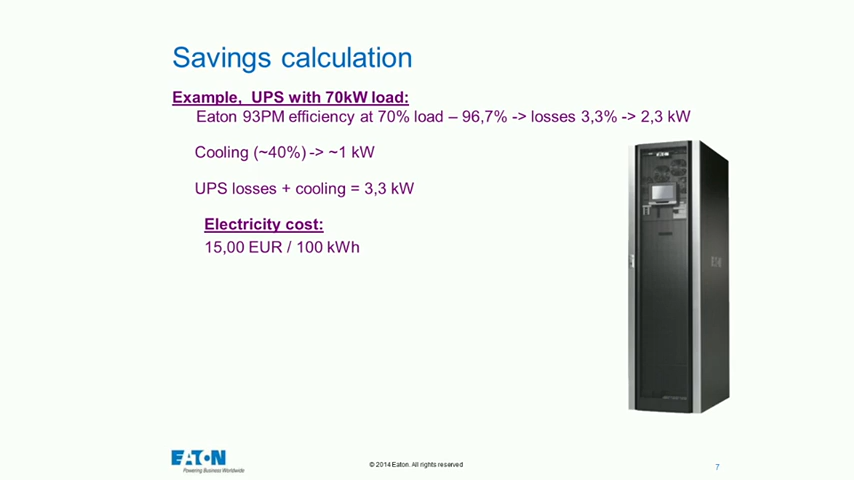 Savings calculation
Example, UPS with 70kW load:
Eaton 93PM efficiency at 70% load – 96,7% -> losses 3,3% -> 2,3 kW
Cooling (~40%) -> ~1 kW
UPS losses + cooling = 3,3 kW
Electricity cost:
15,00 EUR / 100 kWh
EATON
Powering Business Worldwide
© 2014 Eaton. All rights reserved
7